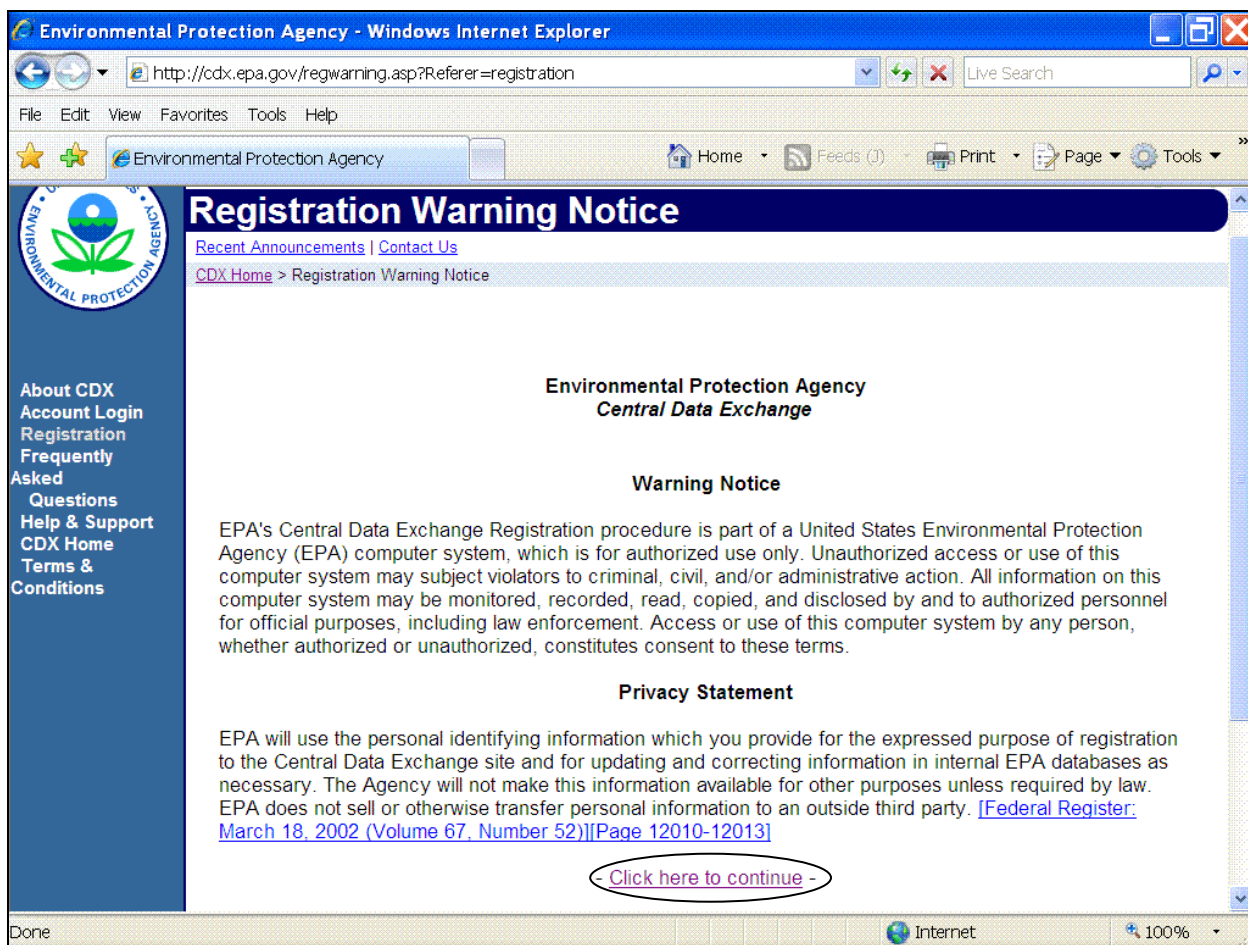 Environmental Protection Agency - Windows Internet Explorer
http://cdx.epa.gov/regwarning.asp?Referer=registration
Live Search
File Edit View Favorites Tools Help
Environmental Protection Agency
Home
Feeds (J)
Print
Page
Tools
»
ENVIRONMENTAL PROTECTION AGENCY
Registration Warning Notice
Recent Announcements | Contact Us
CDX Home > Registration Warning Notice
About CDX
Account Login
Registration
Frequently
Asked
Questions
Help & Support
CDX Home
Terms &
Conditions
Environmental Protection Agency
Central Data Exchange
Warning Notice
EPA's Central Data Exchange Registration procedure is part of a United States Environmental Protection
Agency (EPA) computer system, which is for authorized use only. Unauthorized access or use of this
computer system may subject violators to criminal, civil, and/or administrative action. All information on this
computer system may be monitored, recorded, read, copied, and disclosed by and to authorized personnel
for official purposes, including law enforcement. Access or use of this computer system by any person,
whether authorized or unauthorized, constitutes consent to these terms.
Privacy Statement
EPA will use the personal identifying information which you provide for the expressed purpose of registration
to the Central Data Exchange site and for updating and correcting information in internal EPA databases as
necessary. The Agency will not make this information available for other purposes unless required by law.
EPA does not sell or otherwise transfer personal information to an outside third party. [Federal Register:
March 18, 2002 (Volume 67, Number 52)][Page 12010-12013]
- Click here to continue -
Done
Internet
100%